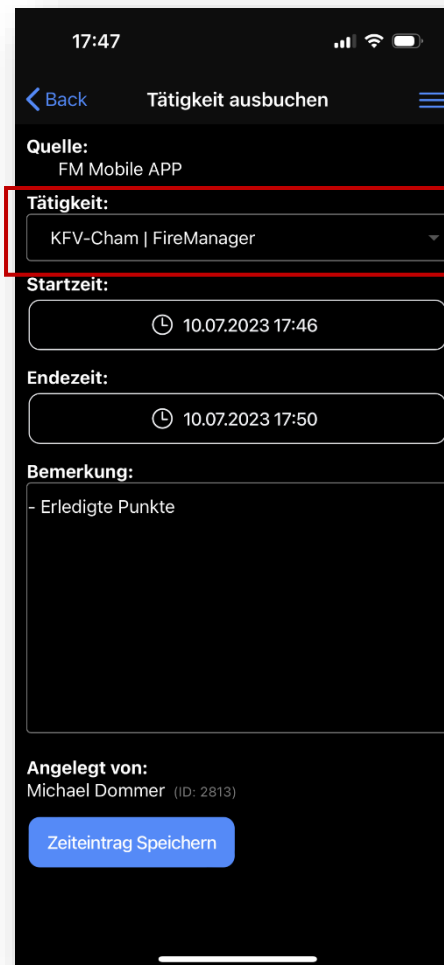 17:47
Back Tätigkeit ausbuchen
Quelle:
FM Mobile APP
Tätigkeit:
KFV-Cham | FireManager
Startzeit:
10.07.2023 17:46
Endezeit:
10.07.2023 17:50
Bemerkung:
- Erledigte Punkte
Angelegt von:
Michael Dommer (ID: 2813)
Zeiteintrag Speichern